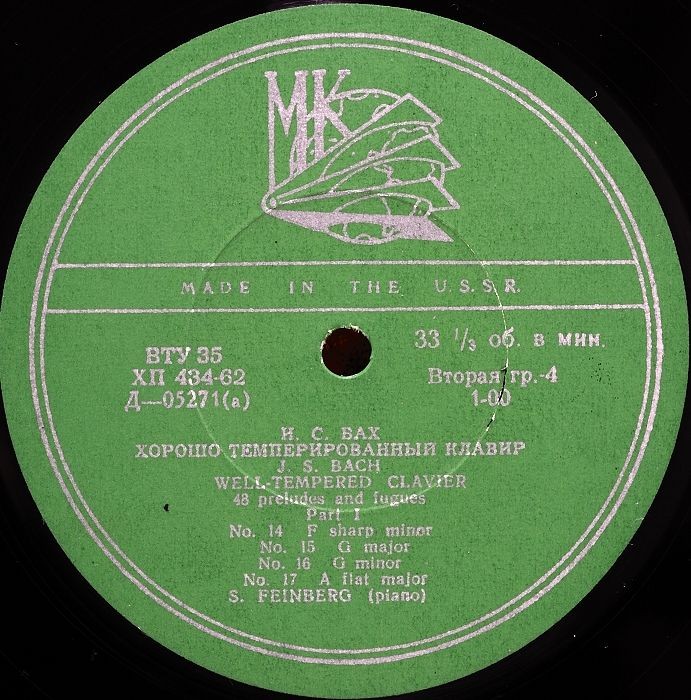 МК
MADE IN THE U.S.S.R.
ВТУ 35
ХП 434-62
Д—05271(а)
33 1/3 об. в мин.
Вторая гр.-4
1-00
И. С. БАХ
ХОРОШО ТЕМПЕРИРОВАННЫЙ КЛАВИР
J. S. BACH
WELL-TEMPERED CLAVIER
48 preludes and fugues
Part I
No. 14 F sharp minor
No. 15 G major
No. 16 G minor
No. 17 A flat major
S. FEINBERG (piano)